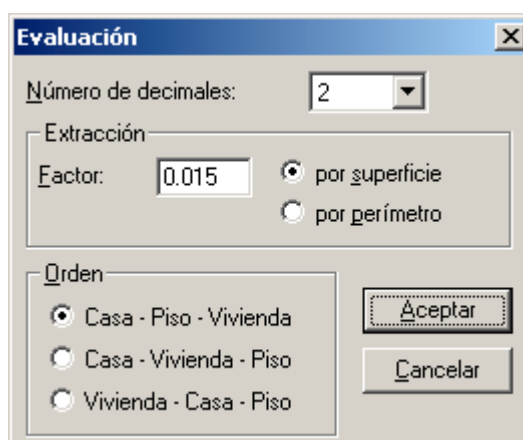 Evaluación
Número de decimales: 2
Extracción
Factor: 0.015
por superficie
por perímetro
Orden
Casa - Piso - Vivienda
Casa - Vivienda - Piso
Vivienda - Casa - Piso
Aceptar
Cancelar